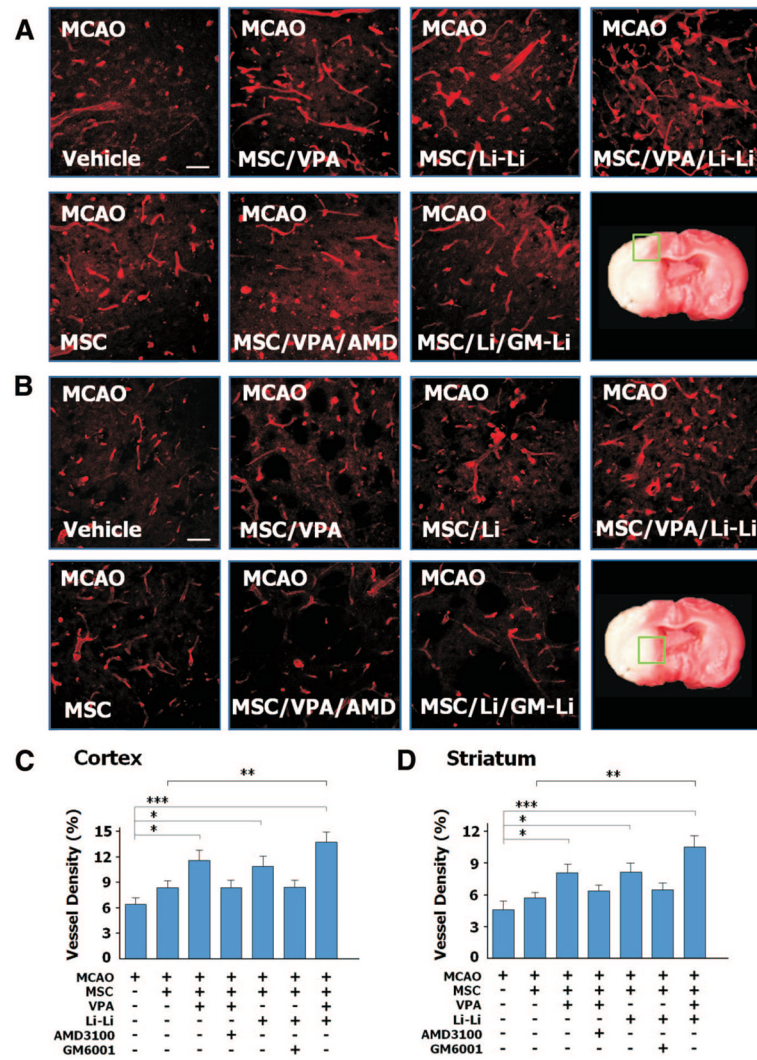 A
MCAO MCAO MCAO MCAO
Vehicle MSC/VPA MSC/Li-Li MSC/VPA/Li-Li
MCAO MCAO MCAO
MSC MSC/VPA/AMD MSC/Li/GM-Li
B
MCAO MCAO MCAO MCAO
Vehicle MSC/VPA MSC/Li MSC/VPA/Li-Li
MCAO MCAO MCAO
MSC MSC/VPA/AMD MSC/Li/GM-Li
C Cortex
**
***
*
*
Vessel Density (%)
15
12
9
6
3
0
MCAO + + + + + + +
MSC - + + + + + +
VPA - - + + - - +
Li-Li - - - - + + +
AMD3100 - - - + - - -
GM6001 - - - - - + -
D Striatum
**
***
*
*
Vessel Density (%)
12
9
6
3
0
MCAO + + + + + + +
MSC - + + + + + +
VPA - - + + - - +
Li-Li - - - - + + +
AMD3100 - - - + - - -
GM6001 - - - - - + -